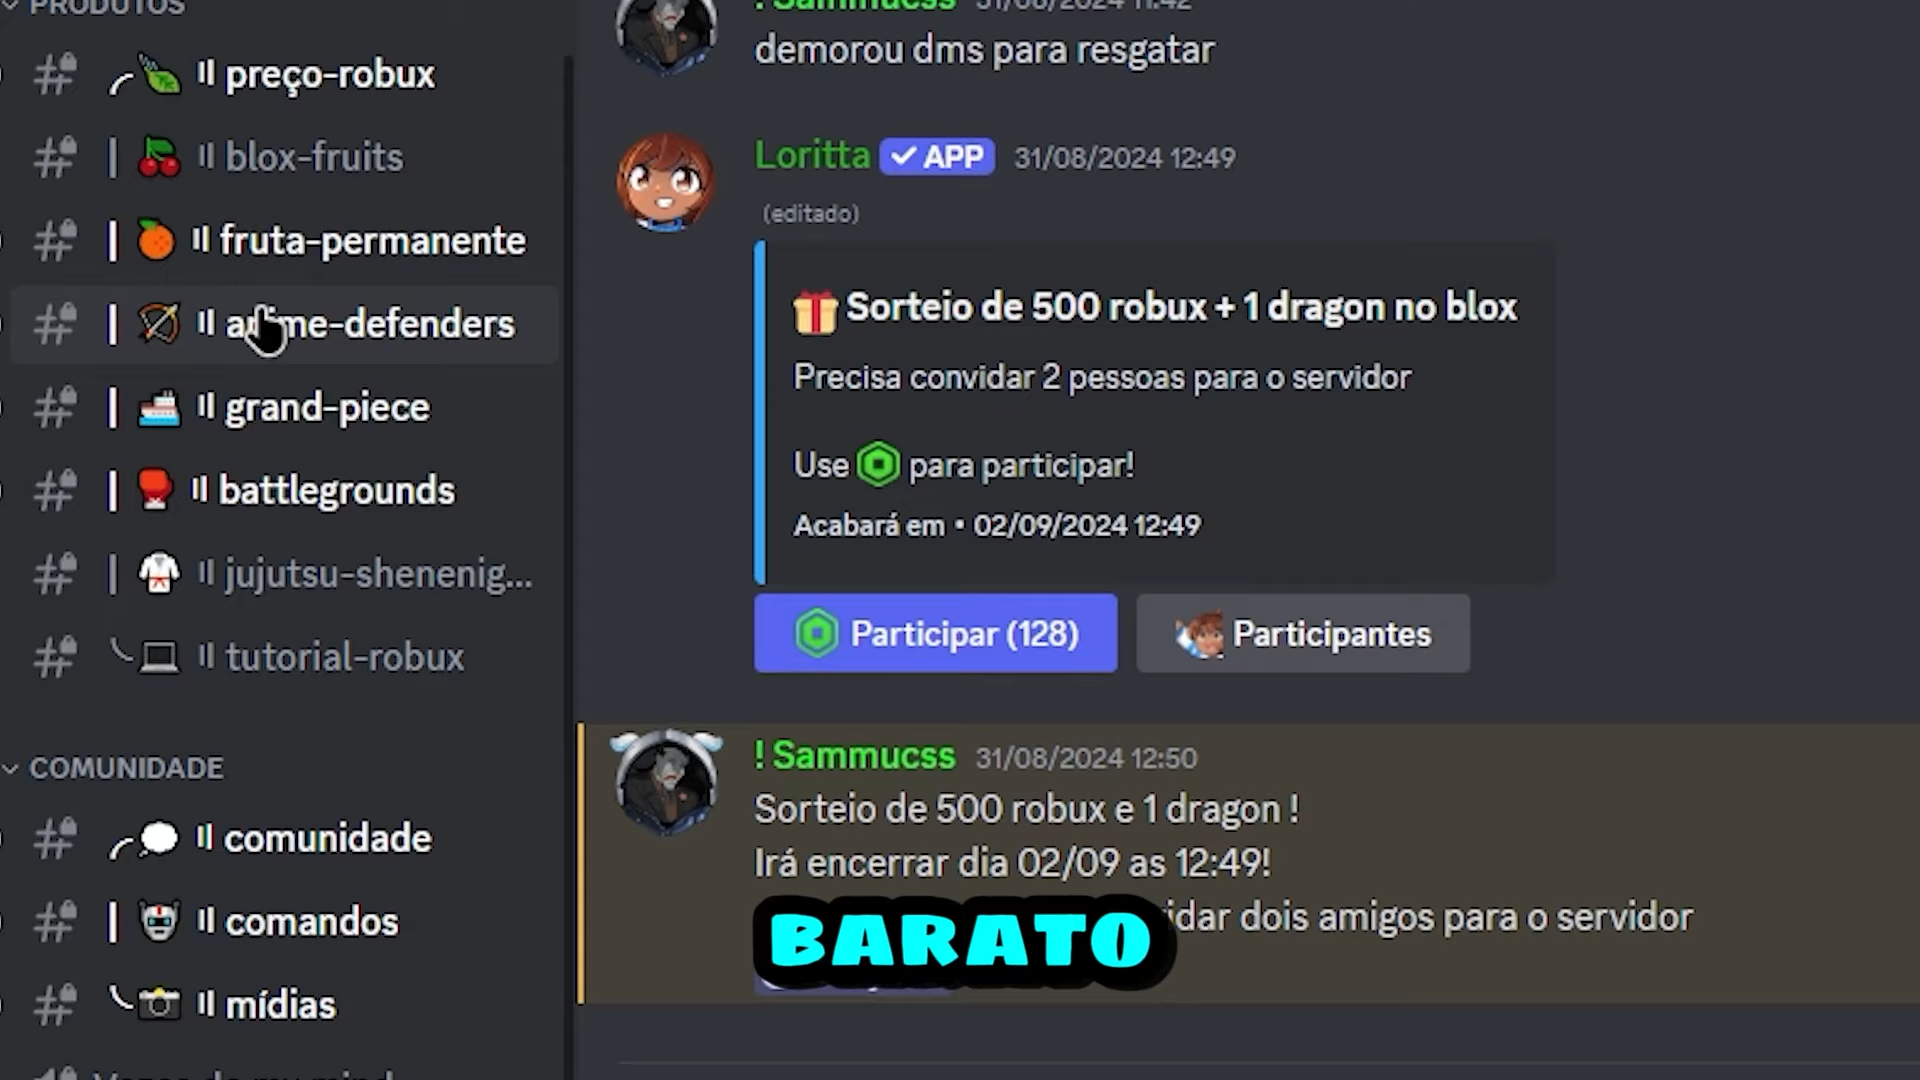 PRODUTOS
preço-robux
blox-fruits
fruta-permanente
anime-defenders
grand-piece
battlegrounds
jujutsu-shenenig...
tutorial-robux
COMUNIDADE
comunidade
comandos
mídias
! Sammucss 31/08/2024 11:42
demorou dms para resgatar
Loritta APP 31/08/2024 12:49
(editado)
Sorteio de 500 robux + 1 dragon no blox
Precisa convidar 2 pessoas para o servidor
Use para participar!
Acabará em • 02/09/2024 12:49
Participar (128)
Participantes
! Sammucss 31/08/2024 12:50
Sorteio de 500 robux e 1 dragon !
Irá encerrar dia 02/09 as 12:49!
dois amigos para o servidor
BARATO